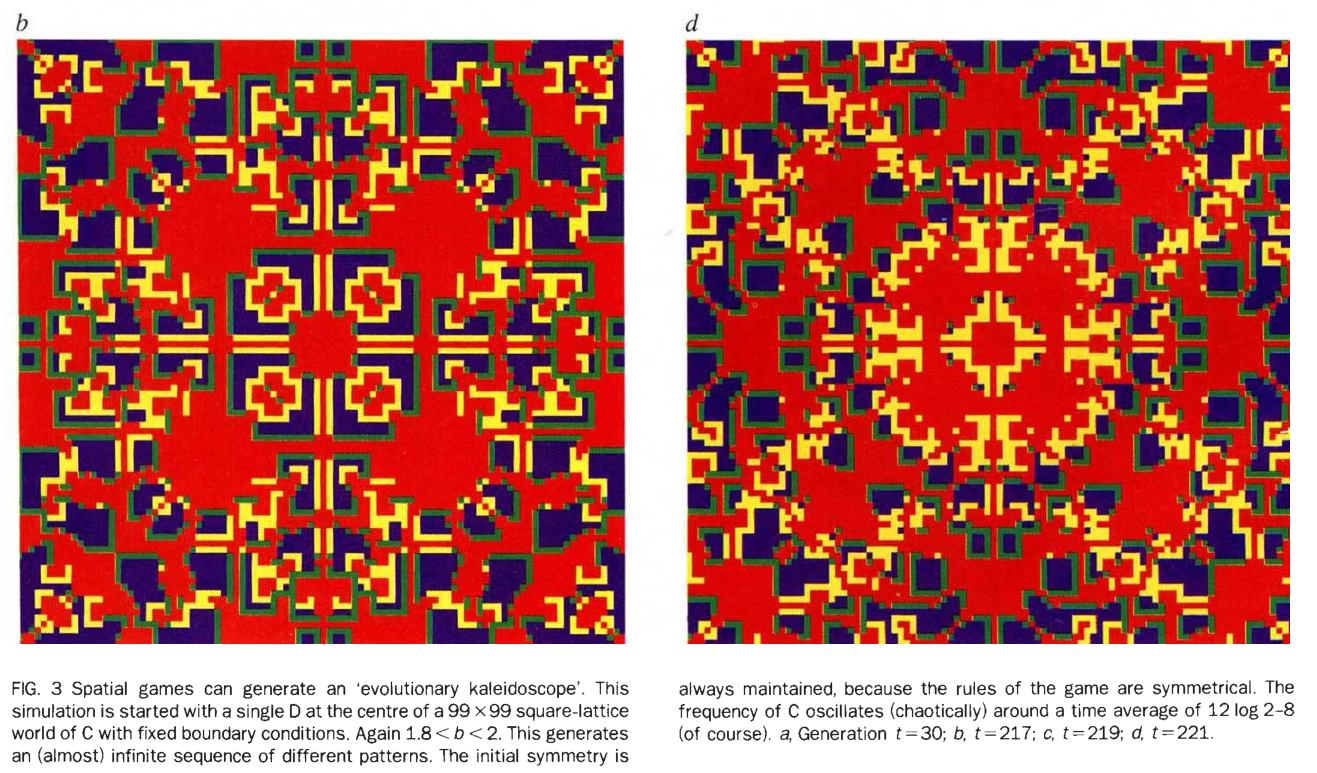 b
d
FIG. 3 Spatial games can generate an ‘evolutionary kaleidoscope’. This
simulation is started with a single D at the centre of a 99 × 99 square-lattice
world of C with fixed boundary conditions. Again 1.8 < b < 2. This generates
an (almost) infinite sequence of different patterns. The initial symmetry is
always maintained, because the rules of the game are symmetrical. The
frequency of C oscillates (chaotically) around a time average of 12 log 2–8
(of course). a, Generation t = 30; b, t = 217; c, t = 219; d, t = 221.